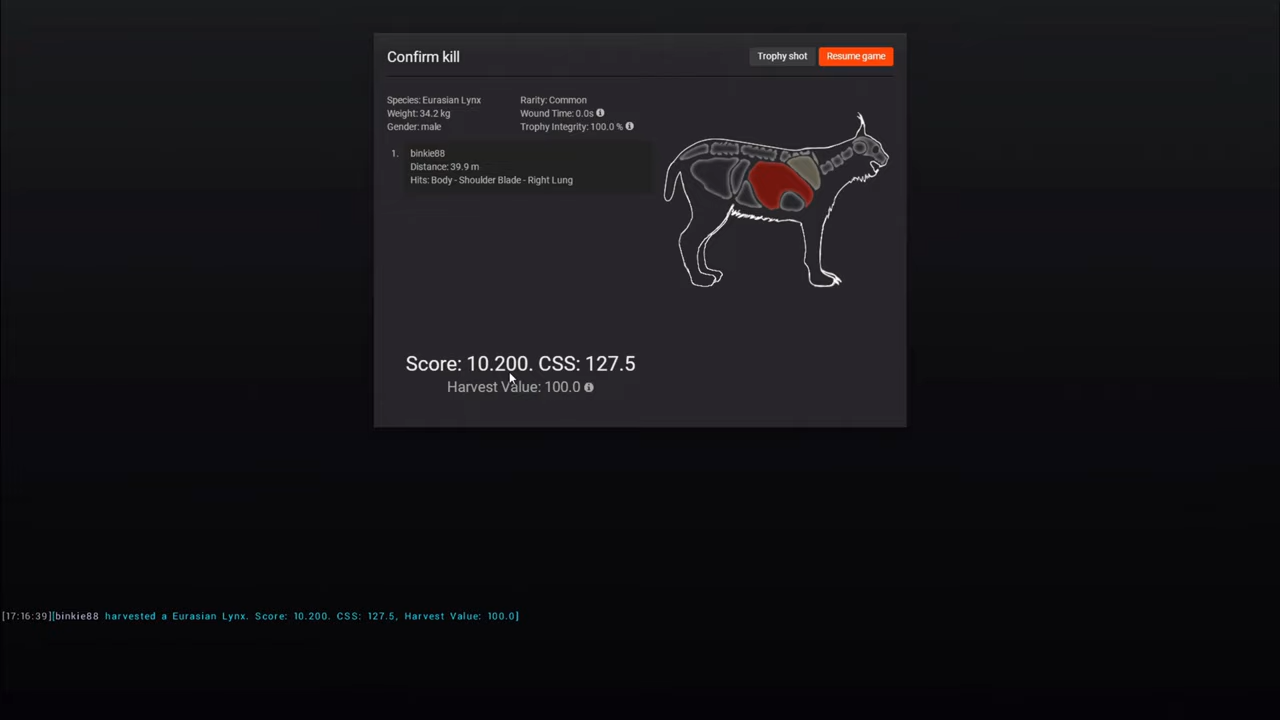 Confirm kill
Trophy shot
Resume game
Species: Eurasian Lynx
Weight: 34.2 kg
Gender: male
Rarity: Common
Wound Time: 0.0s
Trophy Integrity: 100.0 %
1. binkie88
Distance: 39.9 m
Hits: Body - Shoulder Blade - Right Lung
Score: 10.200. CSS: 127.5
Harvest Value: 100.0
[17:16:39][binkie88 harvested a Eurasian Lynx. Score: 10.200. CSS: 127.5, Harvest Value: 100.0]